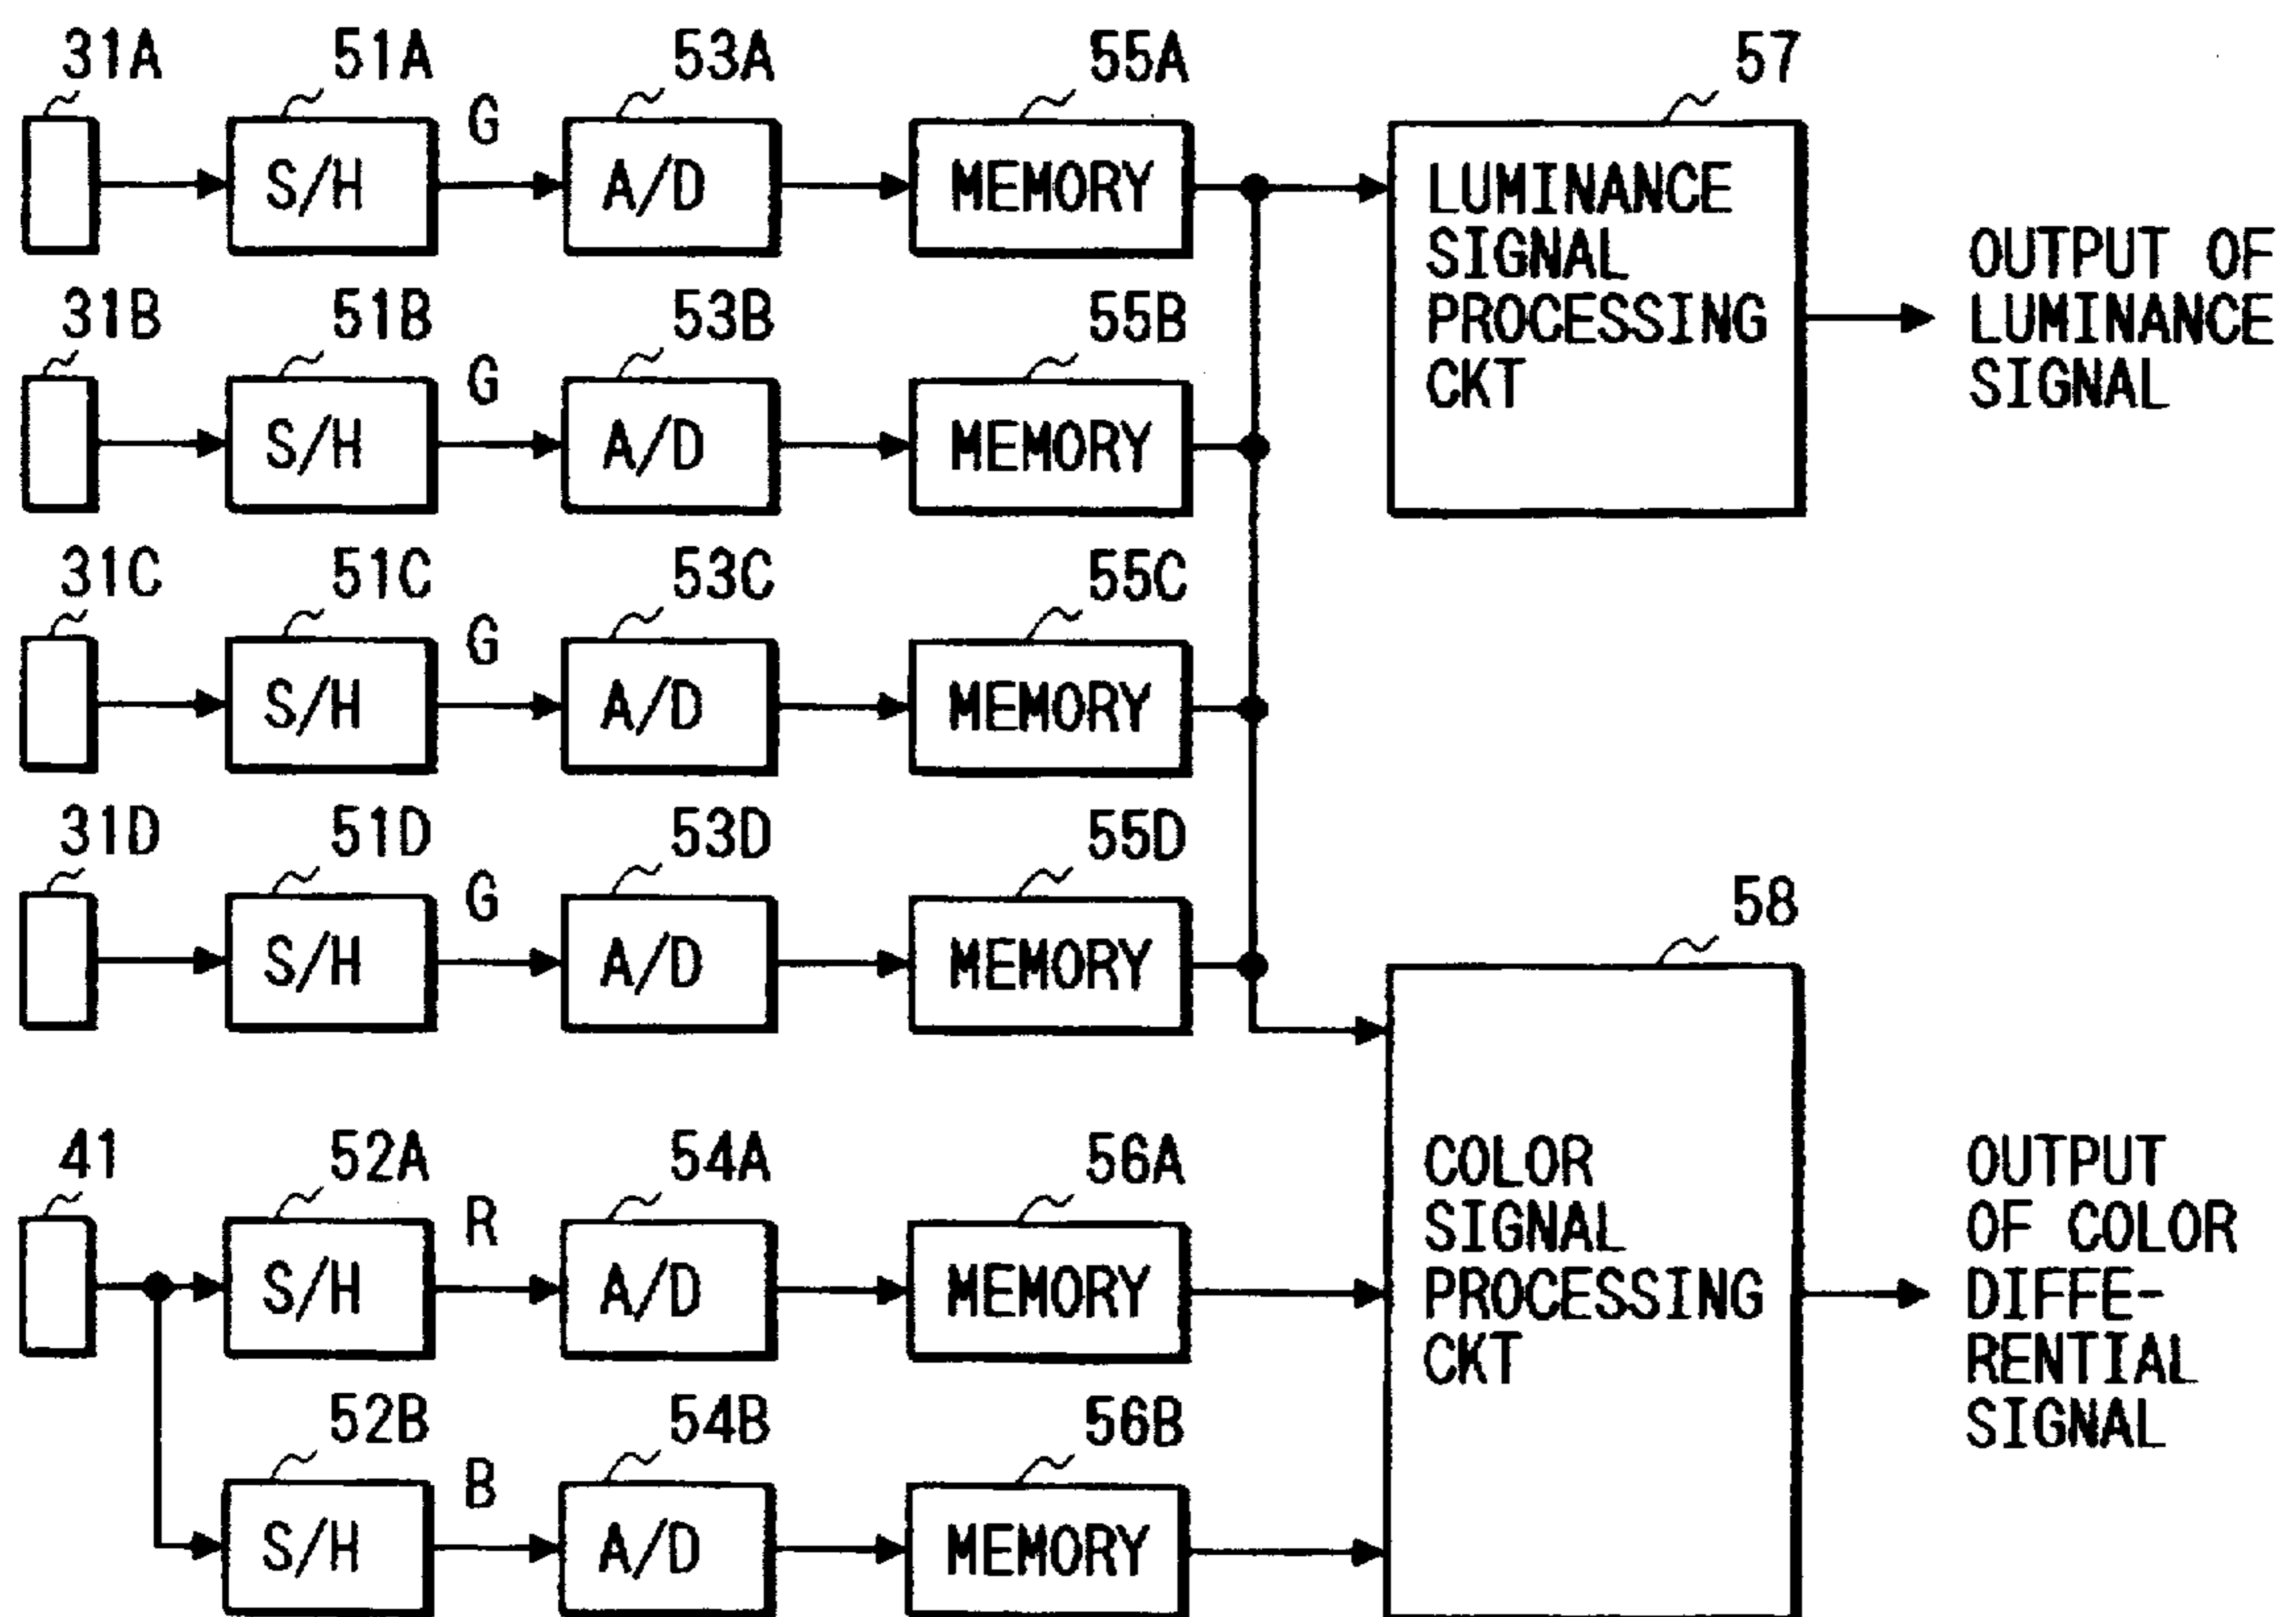 31A 51A 53A 55A 57
G
S/H A/D MEMORY
LUMINANCE
SIGNAL
PROCESSING
CKT
OUTPUT OF
LUMINANCE
SIGNAL
31B 51B 53B 55B
G
S/H A/D MEMORY
31C 51C 53C 55C
G
S/H A/D MEMORY
31D 51D 53D 55D
G
S/H A/D MEMORY
58
41 52A 54A 56A
R
S/H A/D MEMORY
COLOR
SIGNAL
PROCESSING
CKT
OUTPUT
OF COLOR
DIFFE-
RENTIAL
SIGNAL
52B 54B 56B
B
S/H A/D MEMORY